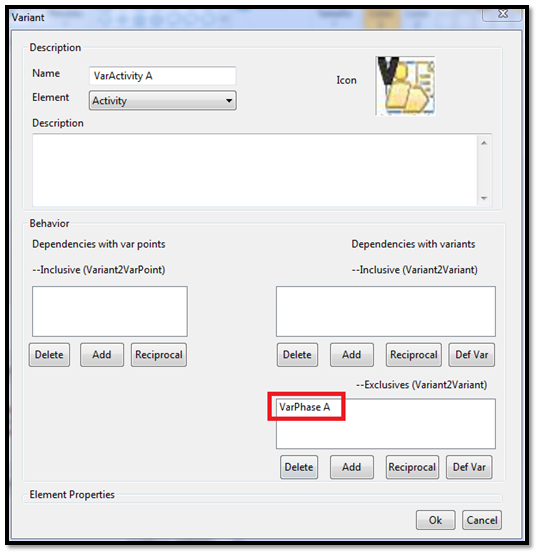 Variant
Description
Name VarActivity A
Icon
V
Element Activity
Description
Behavior
Dependencies with var points Dependencies with variants
--Inclusive (Variant2VarPoint) --Inclusive (Variant2Variant)
Delete Add Reciprocal Delete Add Reciprocal Def Var
--Exclusives (Variant2Variant)
VarPhase A
Delete Add Reciprocal Def Var
Element Properties
Ok Cancel